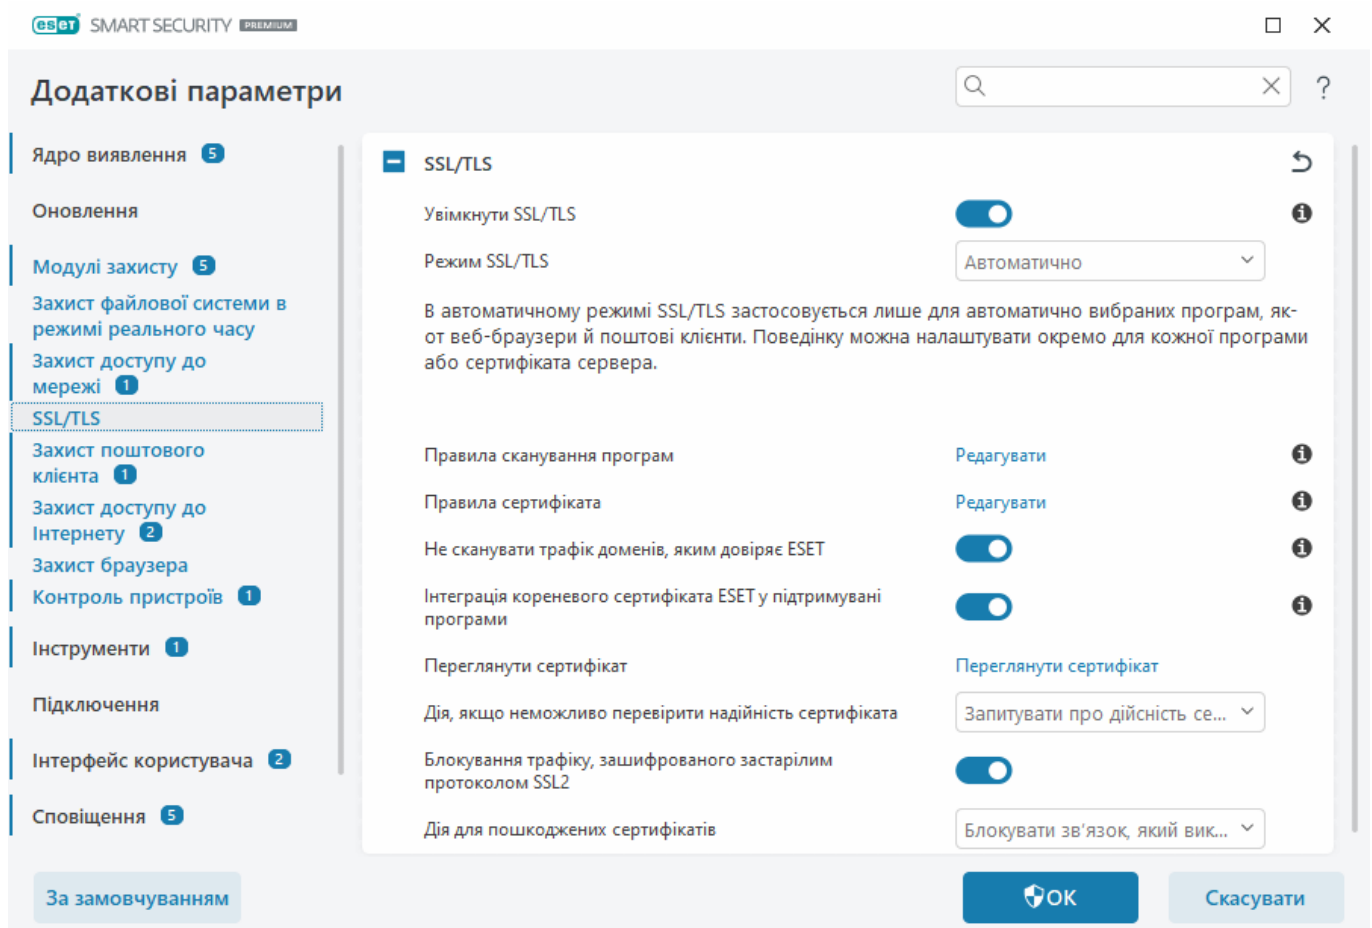 eset SMART SECURITY PREMIUM
Додаткові параметри
?
Ядро виявлення 5
Оновлення
Модулі захисту 5
Захист файлової системи в
режимі реального часу
Захист доступу до
мережі 1
SSL/TLS
Захист поштового
клієнта 1
Захист доступу до
Інтернету 2
Захист браузера
Контроль пристроїв 1
Інструменти 1
Підключення
Інтерфейс користувача 2
Сповіщення 5
SSL/TLS
Увімкнути SSL/TLS
Режим SSL/TLS Автоматично
В автоматичному режимі SSL/TLS застосовується лише для автоматично вибраних програм, як-
от веб-браузери й поштові клієнти. Поведінку можна налаштувати окремо для кожної програми
або сертифіката сервера.
Правила сканування програм Редагувати
Правила сертифіката Редагувати
Не сканувати трафік доменів, яким довіряє ESET
Інтеграція кореневого сертифіката ESET у підтримувані
програми
Переглянути сертифікат Переглянути сертифікат
Дія, якщо неможливо перевірити надійність сертифіката Запитувати про дійсність се...
Блокування трафіку, зашифрованого застарілим
протоколом SSL2
Дія для пошкоджених сертифікатів Блокувати зв’язок, який вик...
За замовчуванням
ОК
Скасувати